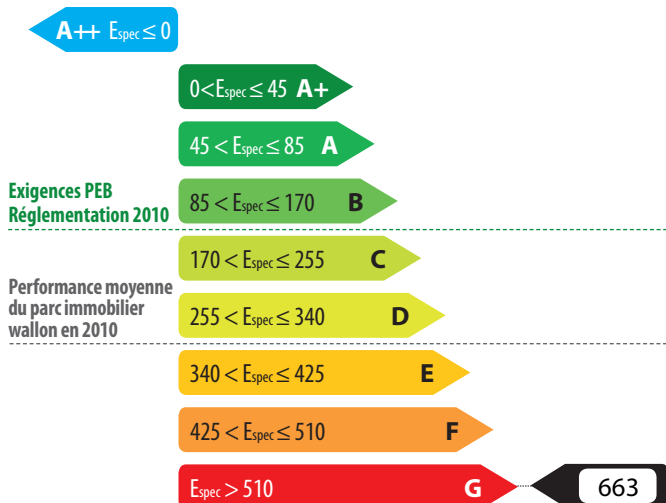 A++ Espec ≤ 0
0<Espec ≤ 45 A+
45 < Espec ≤ 85 A
Exigences PEB
Réglementation 2010
85 < Espec ≤ 170 B
170 < Espec ≤ 255 C
Performance moyenne
du parc immobilier
wallon en 2010
255 < Espec ≤ 340 D
340 < Espec ≤ 425 E
425 < Espec ≤ 510 F
Espec > 510 G
663